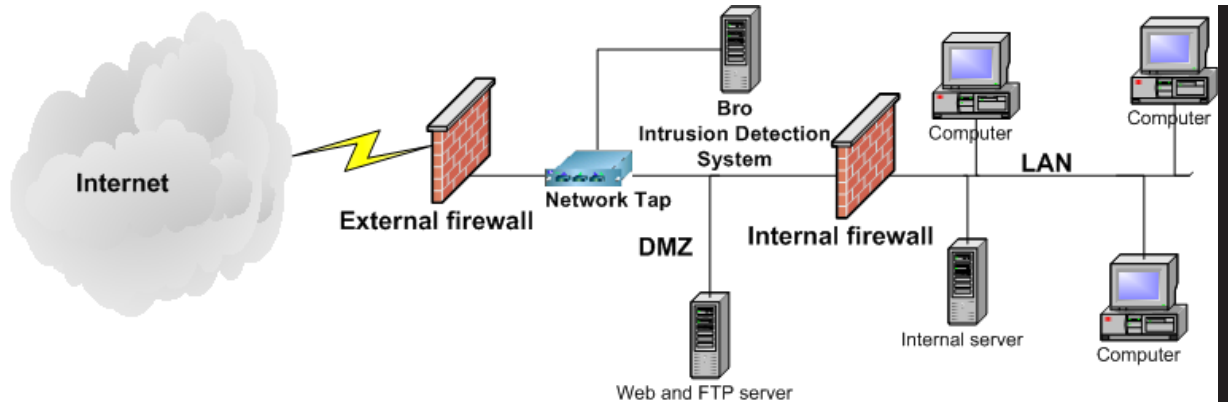 Internet
External firewall
Network Tap
Bro
Intrusion Detection
System
DMZ
Web and FTP server
Internal firewall
Computer
Computer
LAN
Internal server
Computer